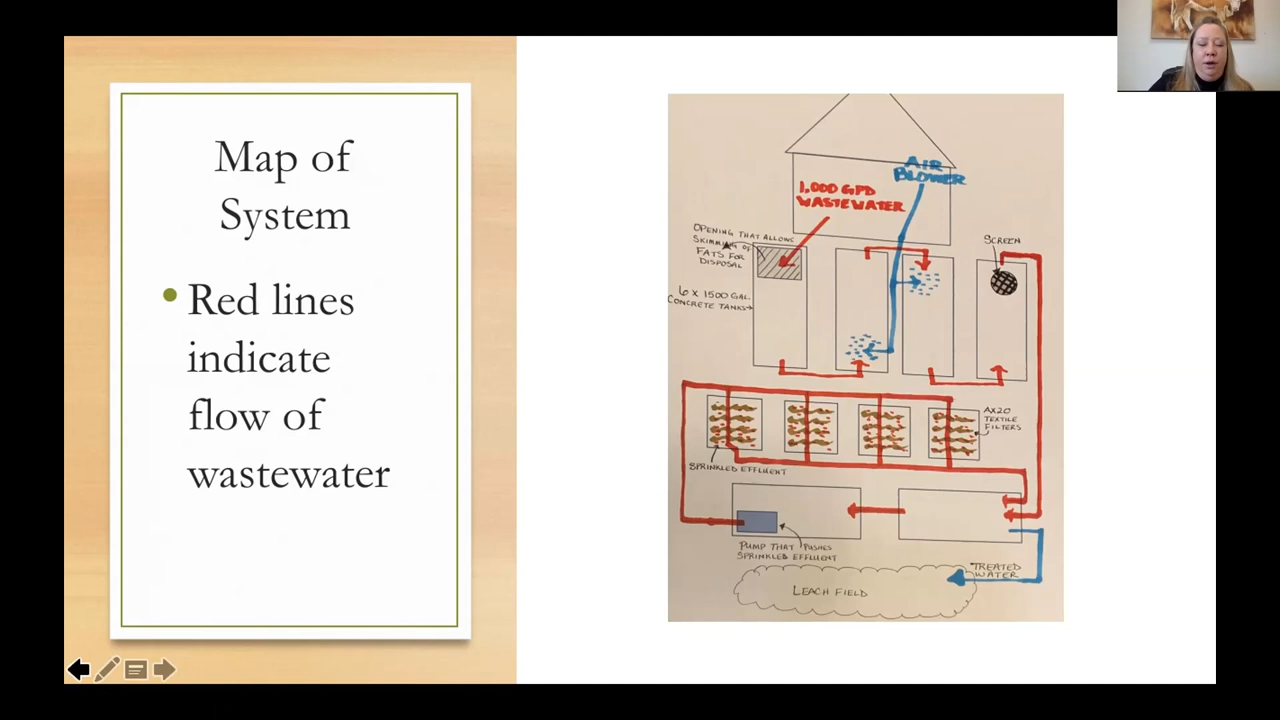 Map of
System
Red lines
indicate
flow of
wastewater
AIR
BLOWER
1,000 GPD
WASTEWATER
OPENING THAT ALLOWS
SKIMMING OF
FATS FOR
DISPOSAL
SCREEN
6 x 1500 GAL.
CONCRETE TANKS
AX20
TEXTILE
FILTERS
SPRINKLED EFFLUENT
PUMP THAT PUSHES
SPRINKLED EFFLUENT
TREATED
WATER
LEACH FIELD